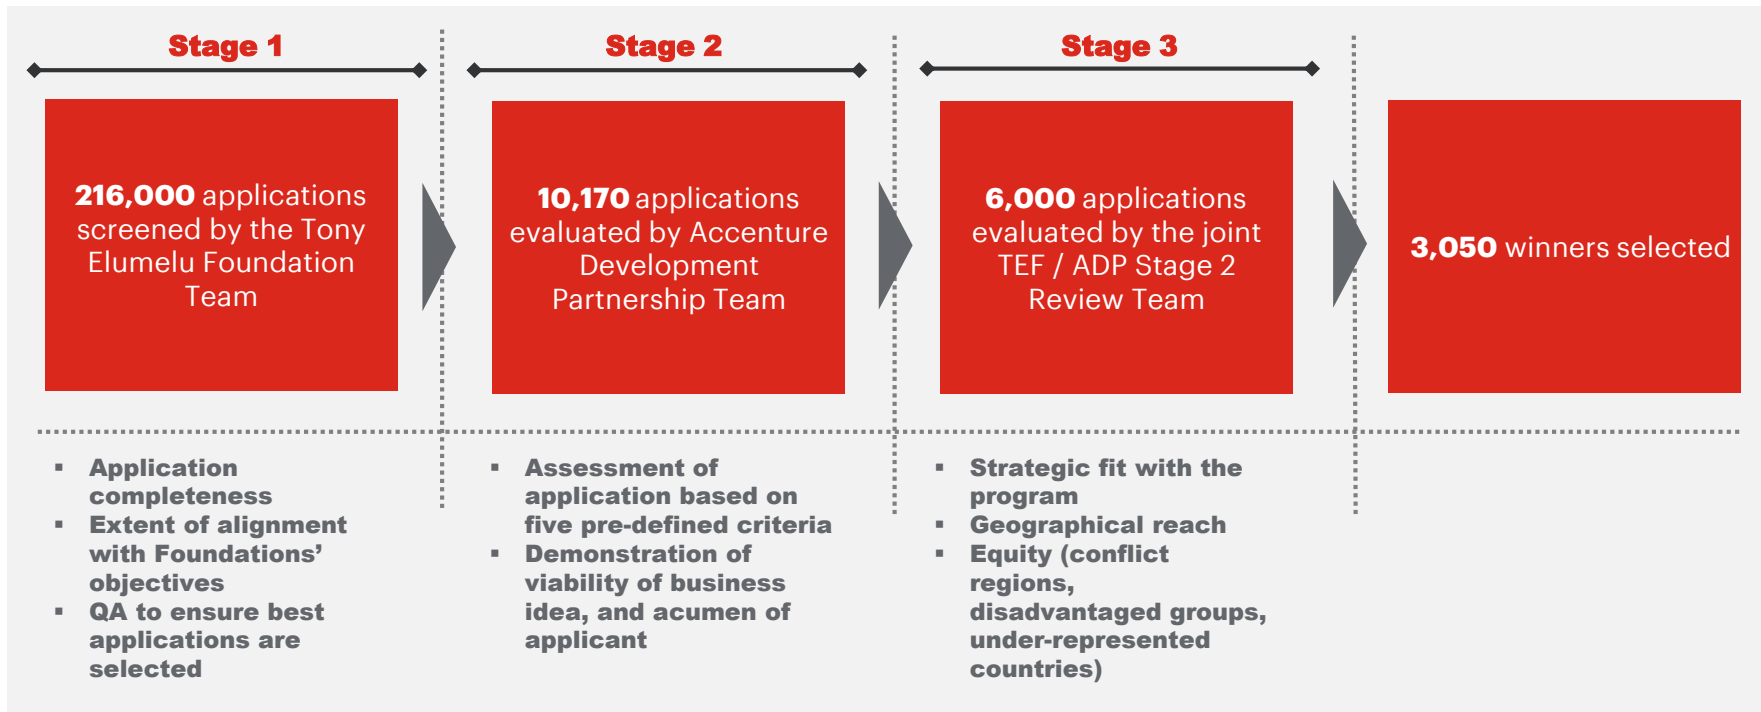 Stage 1
216,000 applications
screened by the Tony
Elumelu Foundation
Team
▪ Application
completeness
▪ Extent of alignment
with Foundations’
objectives
▪ QA to ensure best
applications are
selected
Stage 2
10,170 applications
evaluated by Accenture
Development
Partnership Team
▪ Assessment of
application based on
five pre-defined criteria
▪ Demonstration of
viability of business
idea, and acumen of
applicant
Stage 3
6,000 applications
evaluated by the joint
TEF / ADP Stage 2
Review Team
▪ Strategic fit with the
program
▪ Geographical reach
▪ Equity (conflict
regions,
disadvantaged groups,
under-represented
countries)
3,050 winners selected